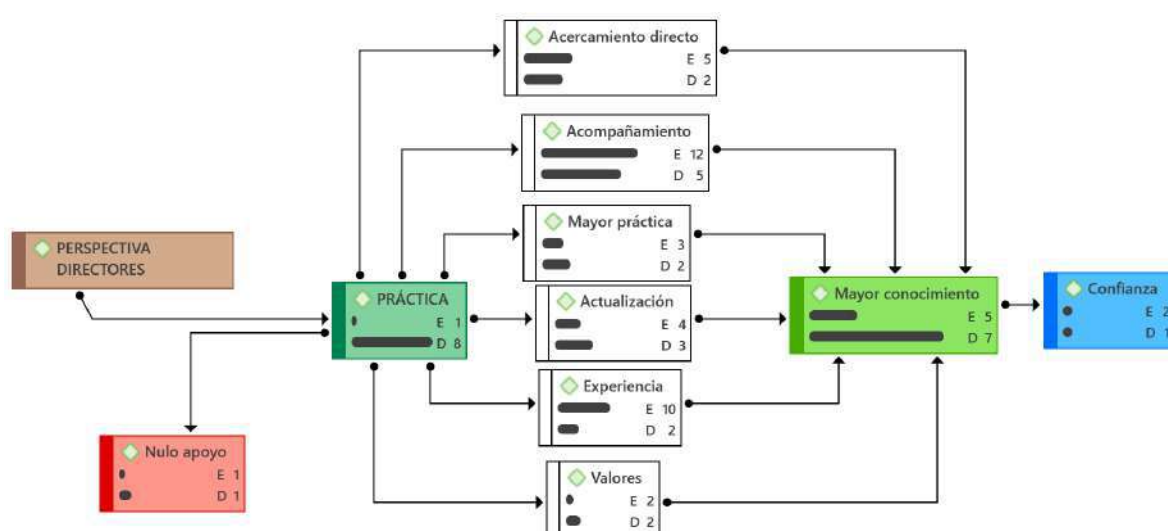 Acercamiento directo
E 5
D 2
Acompañamiento
E 12
D 5
PERSPECTIVA
DIRECTORES
Mayor práctica
E 3
D 2
PRÁCTICA
E 1
D 8
Actualización
E 4
D 3
Mayor conocimiento
E 5
D 7
Confianza
E 2
D 1
Experiencia
E 10
D 2
Nulo apoyo
E 1
D 1
Valores
E 2
D 2